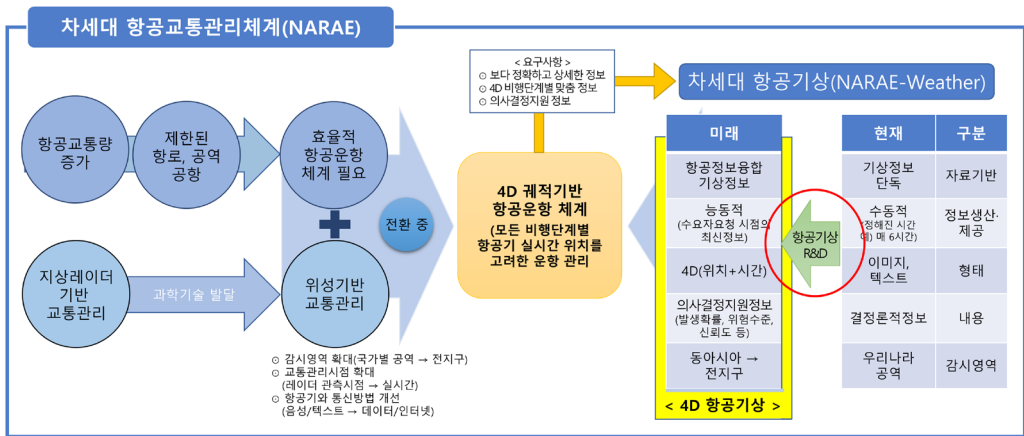 차세대 항공교통관리체계(NARAE)
< 요구사항 >
⊙ 보다 정확하고 상세한 정보
⊙ 4D 비행단계별 맞춤 정보
⊙ 의사결정지원 정보
차세대 항공기상(NARAE-Weather)
항공교통량
증가
제한된
항로, 공역
공항
효율적
항공운항
체계 필요
전환 중
지상레이더
기반
교통관리
과학기술 발달
위성기반
교통관리
⊙ 감시영역 확대(국가별 공역 → 전지구)
⊙ 교통관리시점 확대
(레이더 관측시점 → 실시간)
⊙ 항공기와 통신방법 개선
(음성/텍스트 → 데이터/인터넷)
4D 궤적기반
항공운항 체계
(모든 비행단계별
항공기 실시간 위치를
고려한 운항 관리
미래
항공정보융합
기상정보
능동적
(수요자요청 시점의
최신정보)
4D(위치+시간)
의사결정지원정보
(발생확률, 위험수준,
신뢰도 등)
동아시아 →
전지구
< 4D 항공기상 >
항공기상
R&D
현재
구분
기상정보
단독
자료기반
수동적
(정해진 시간
예) 매 6시간)
정보생산·
제공
이미지,
텍스트
형태
결정론적정보
내용
우리나라
공역
감시영역